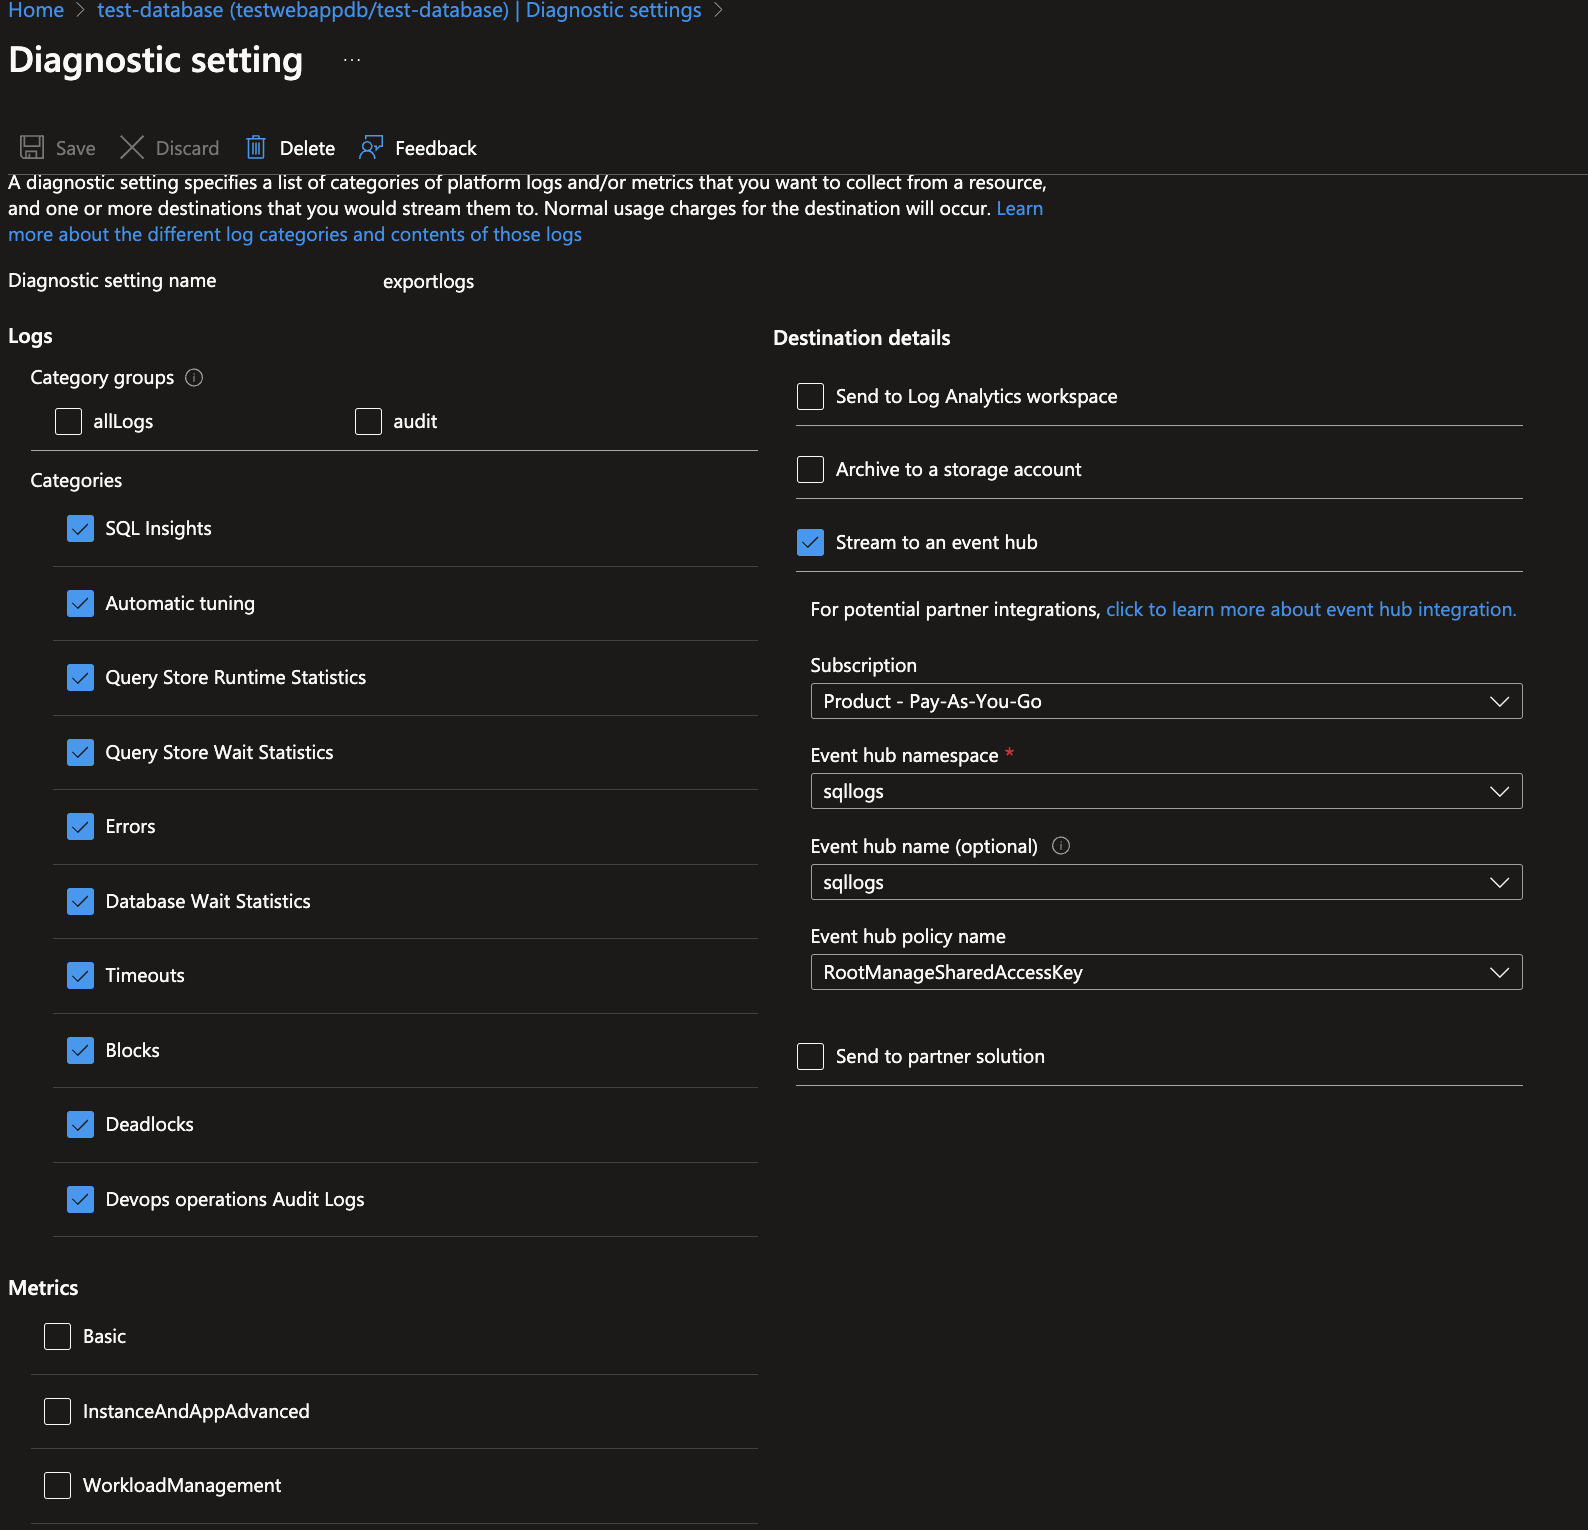 Home > test-database (testwebappdb/test-database) | Diagnostic settings >
Diagnostic setting ...
Save Discard Delete Feedback
A diagnostic setting specifies a list of categories of platform logs and/or metrics that you want to collect from a resource,
and one or more destinations that you would stream them to. Normal usage charges for the destination will occur. Learn
more about the different log categories and contents of those logs
Diagnostic setting name exportlogs
Logs
Category groups
allLogs audit
Categories
SQL Insights
Automatic tuning
Query Store Runtime Statistics
Query Store Wait Statistics
Errors
Database Wait Statistics
Timeouts
Blocks
Deadlocks
Devops operations Audit Logs
Metrics
Basic
InstanceAndAppAdvanced
WorkloadManagement
Destination details
Send to Log Analytics workspace
Archive to a storage account
Stream to an event hub
For potential partner integrations, click to learn more about event hub integration.
Subscription
Product - Pay-As-You-Go
Event hub namespace *
sqllogs
Event hub name (optional)
sqllogs
Event hub policy name
RootManageSharedAccessKey
Send to partner solution